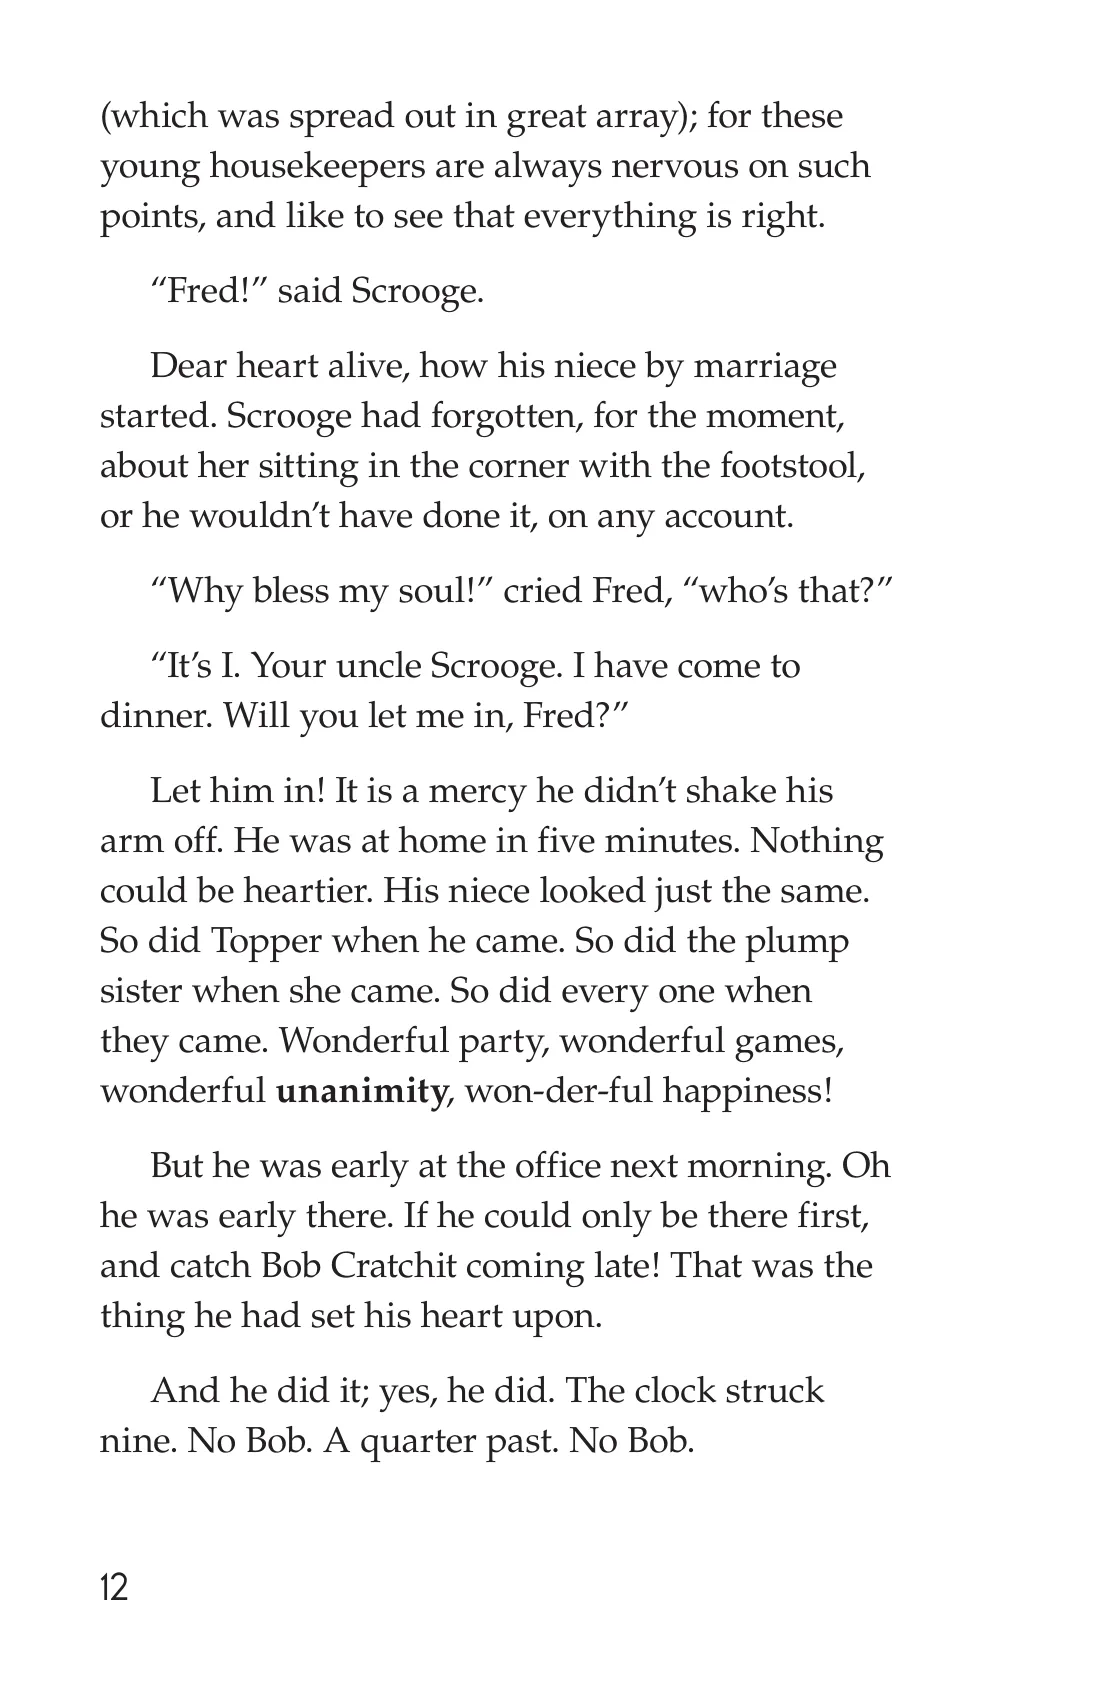 (which was spread out in great array); for these
young housekeepers are always nervous on such
points, and like to see that everything is right.
“Fred!” said Scrooge.
Dear heart alive, how his niece by marriage
started. Scrooge had forgotten, for the moment,
about her sitting in the corner with the footstool,
or he wouldn’t have done it, on any account.
“Why bless my soul!” cried Fred, “who’s that?”
“It’s I. Your uncle Scrooge. I have come to
dinner. Will you let me in, Fred?”
Let him in! It is a mercy he didn’t shake his
arm off. He was at home in five minutes. Nothing
could be heartier. His niece looked just the same.
So did Topper when he came. So did the plump
sister when she came. So did every one when
they came. Wonderful party, wonderful games,
wonderful unanimity, won-der-ful happiness!
But he was early at the office next morning. Oh
he was early there. If he could only be there first,
and catch Bob Cratchit coming late! That was the
thing he had set his heart upon.
And he did it; yes, he did. The clock struck
nine. No Bob. A quarter past. No Bob.
12